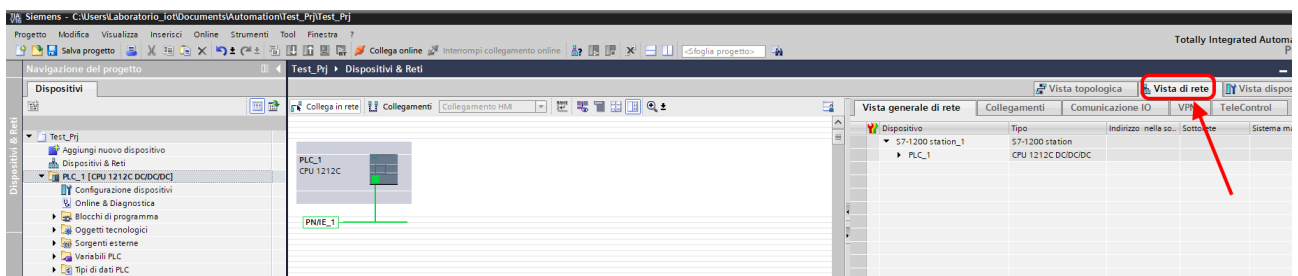 Siemens - C:\Users\Laboratorio_iot\Documents\Automation\Test_Prj\Test_Prj
Progetto Modifica Visualizza Inserisci Online Strumenti Tool Finestra ?
Salva progetto Collega online Interrompi collegamento online <Sfoglia progetto>
Totally Integrated Automa
P
Navigazione del progetto
Test_Prj Dispositivi & Reti
Dispositivi
Vista topologica Vista di rete Vista dispos
Collega in rete Collegamenti Collegamento HMI
Vista generale di rete Collegamenti Comunicazione IO VPN TeleControl
Dispositivi & Reti
Dispositivo Tipo Indirizzo nella so... Sottorete Sistema ma
S7-1200 station_1 S7-1200 station
PLC_1 CPU 1212C DC/DC/DC
Test_Prj
Aggiungi nuovo dispositivo
Dispositivi & Reti
PLC_1 [CPU 1212C DC/DC/DC]
Configurazione dispositivi
Online & Diagnostica
Blocchi di programma
Oggetti tecnologici
Sorgenti esterne
Variabili PLC
Tipi di dati PLC
PLC_1
CPU 1212C
PN/IE_1